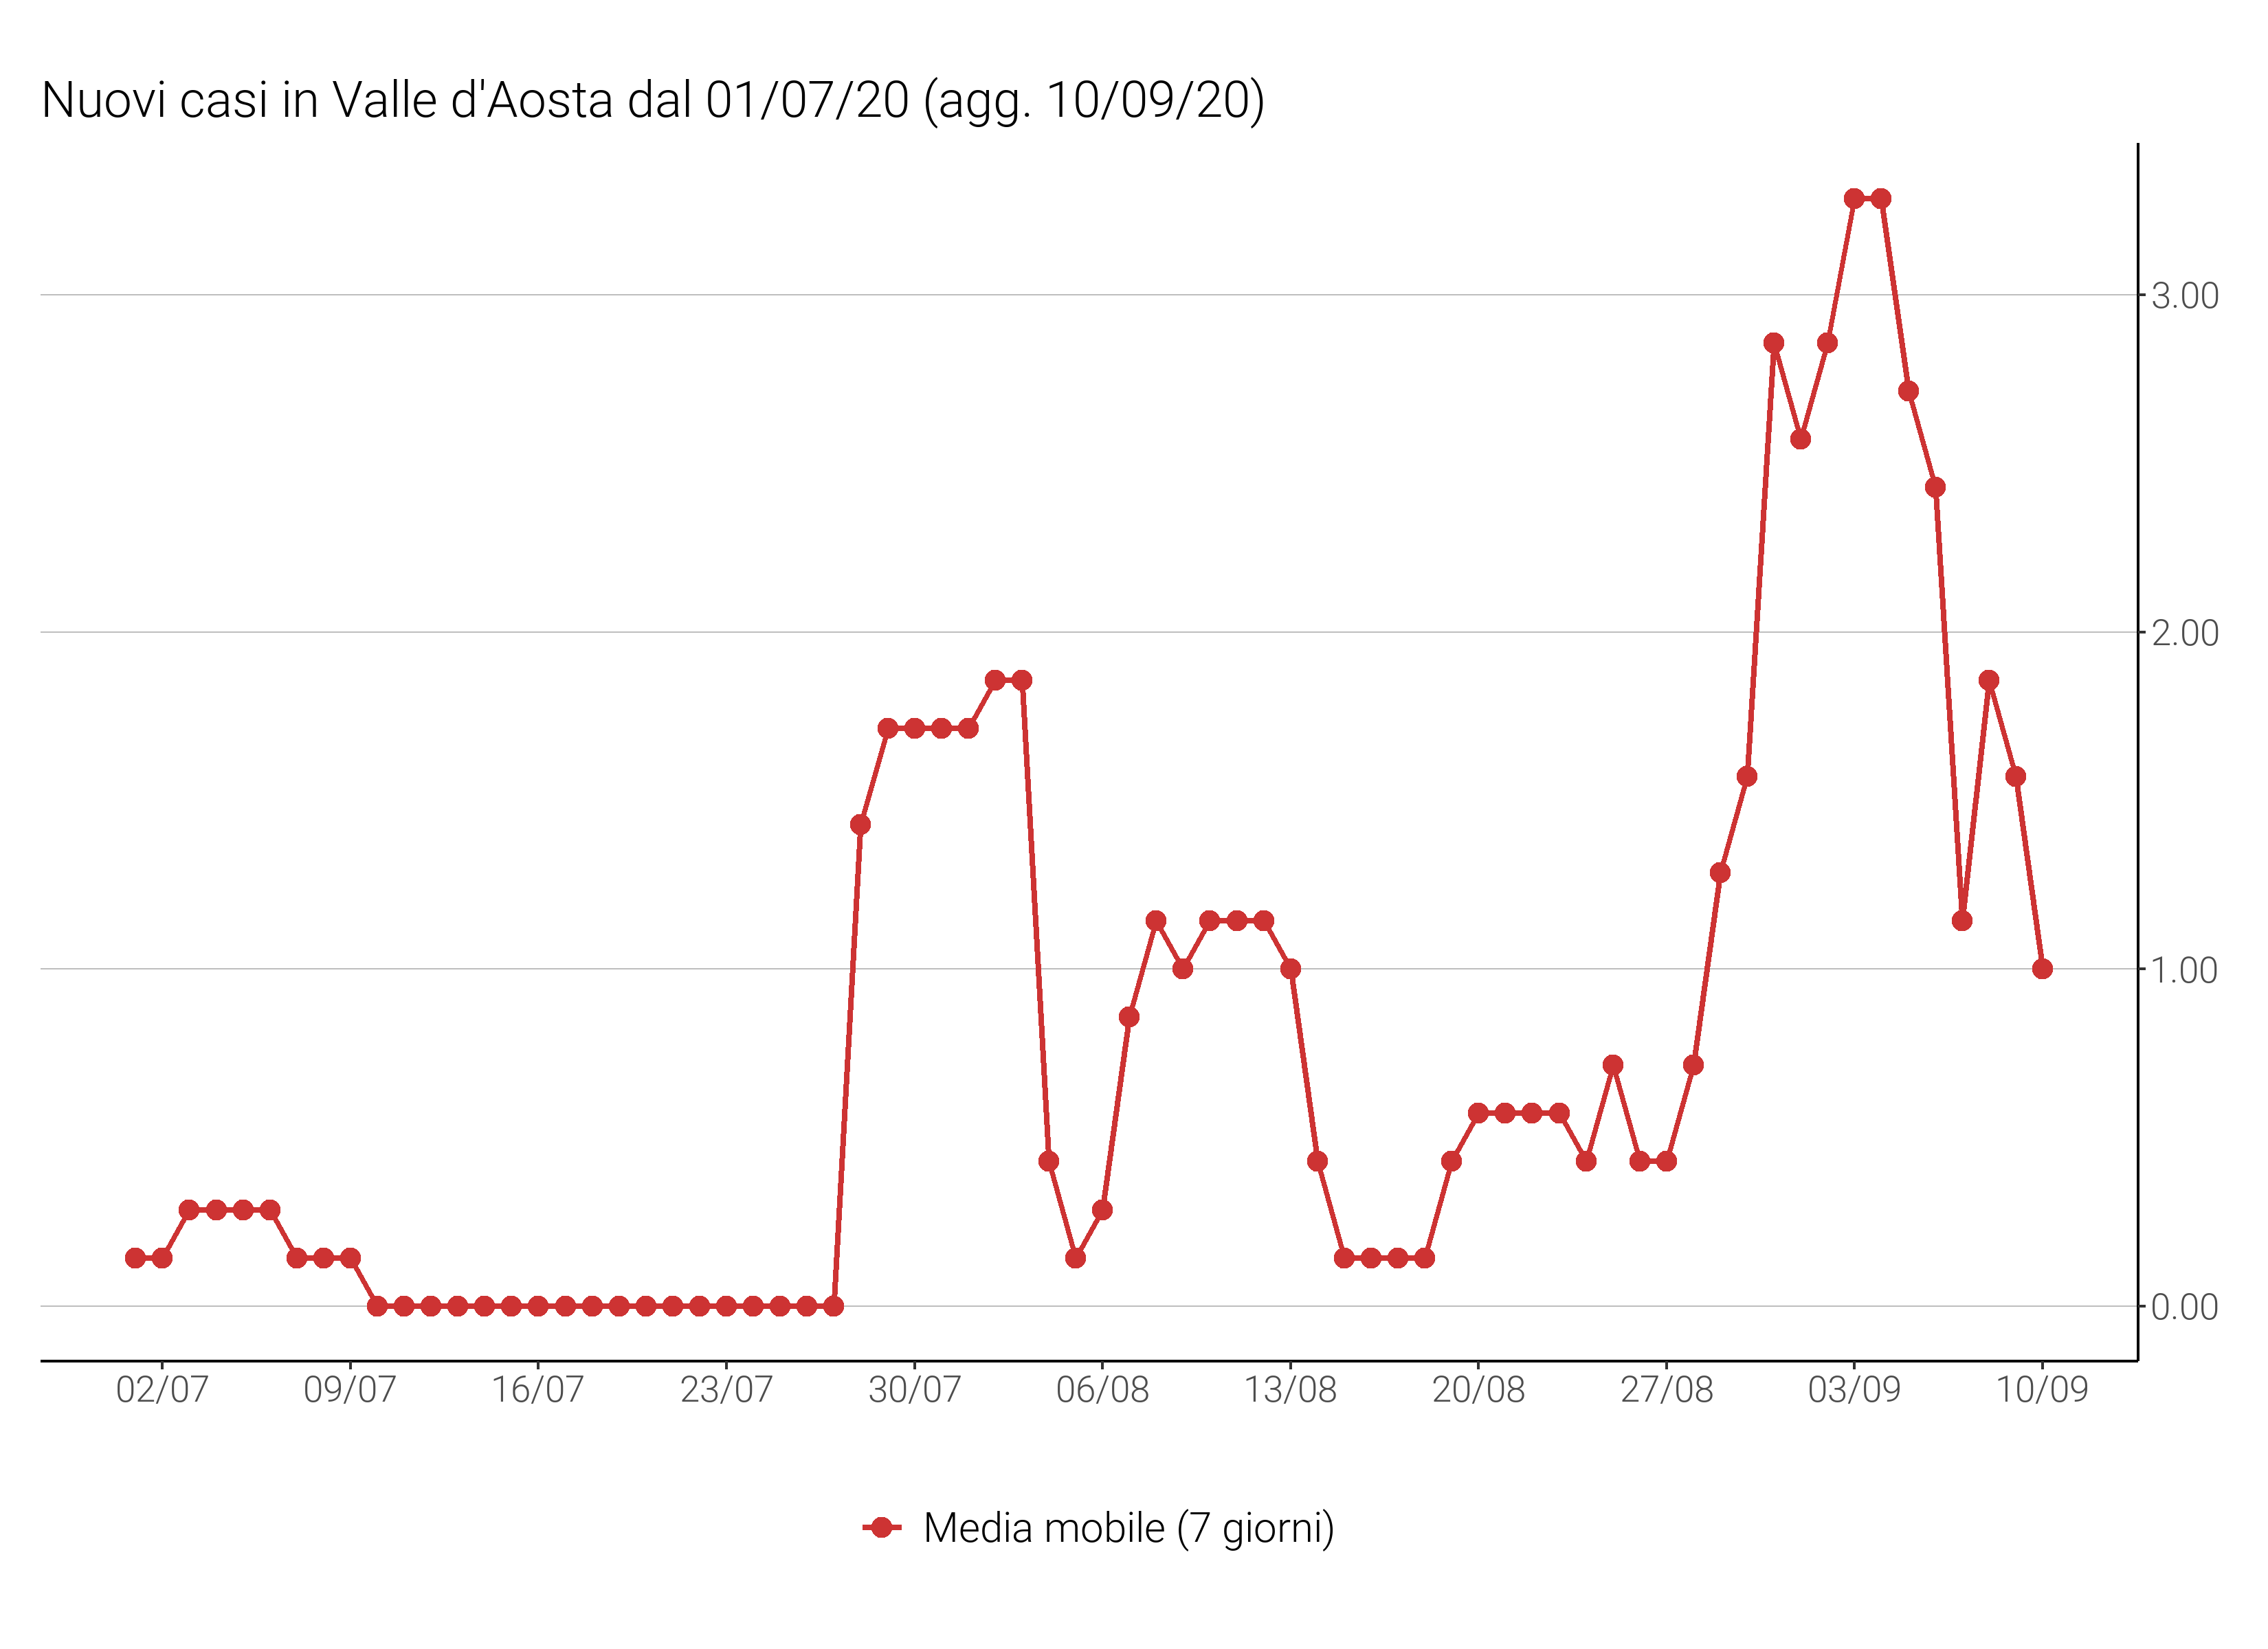 Nuovi casi in Valle d'Aosta dal 01/07/20 (agg. 10/09/20)
3.00
2.00
1.00
0.00
02/07 09/07 16/07 23/07 30/07 06/08 13/08 20/08 27/08 03/09 10/09
Media mobile (7 giorni)